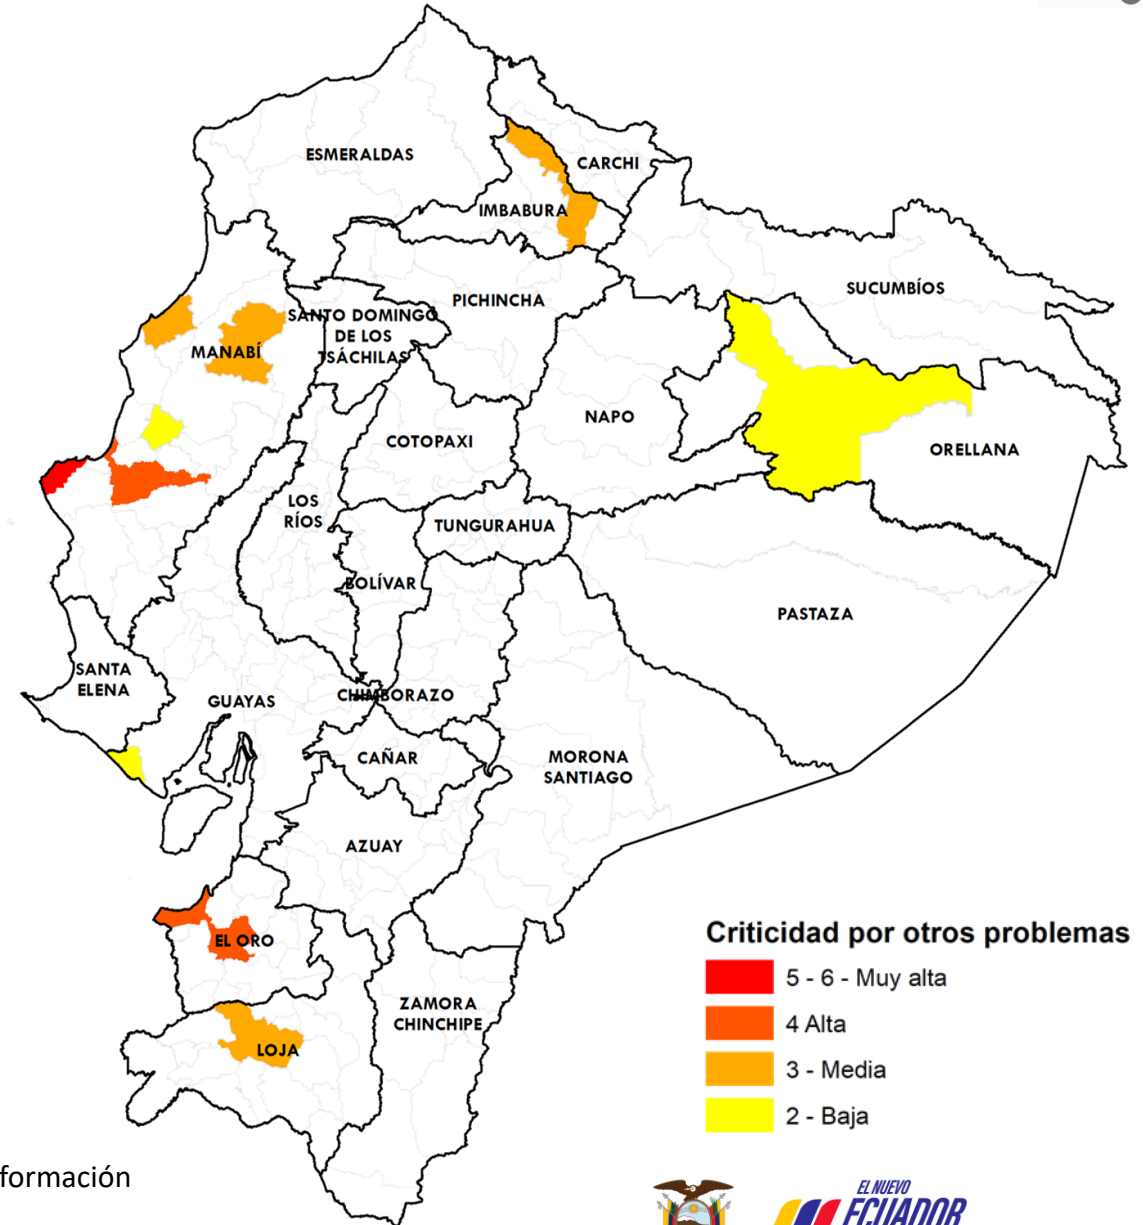 ESMERALDAS
CARCHI
IMBABURA
SUCUMBÍOS
PICHINCHA
SANTO DOMINGO
DE LOS
TSÁCHILAS
MANABÍ
NAPO
COTOPAXI
ORELLANA
LOS
RÍOS
TUNGURAHUA
BOLÍVAR
PASTAZA
SANTA
ELENA
GUAYAS
CHIMBORAZO
CAÑAR
MORONA
SANTIAGO
AZUAY
EL ORO
ZAMORA
CHINCHIPE
LOJA
Criticidad por otros problemas
5 - 6 - Muy alta
4 Alta
3 - Media
2 - Baja
formación
EL NUEVO
ECUADOR